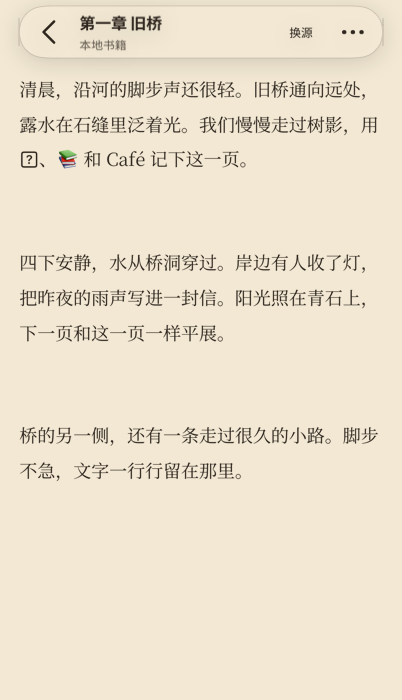 第一章 旧桥
本地书籍
换源
清晨，沿河的脚步声还很轻。旧桥通向远处，
露水在石缝里泛着光。我们慢慢走过树影，用
、📚 和 Café 记下这一页。
四下安静，水从桥洞穿过。岸边有人收了灯，
把昨夜的雨声写进一封信。阳光照在青石上，
下一页和这一页一样平展。
桥的另一侧，还有一条走过很久的小路。脚步
不急，文字一行行留在那里。